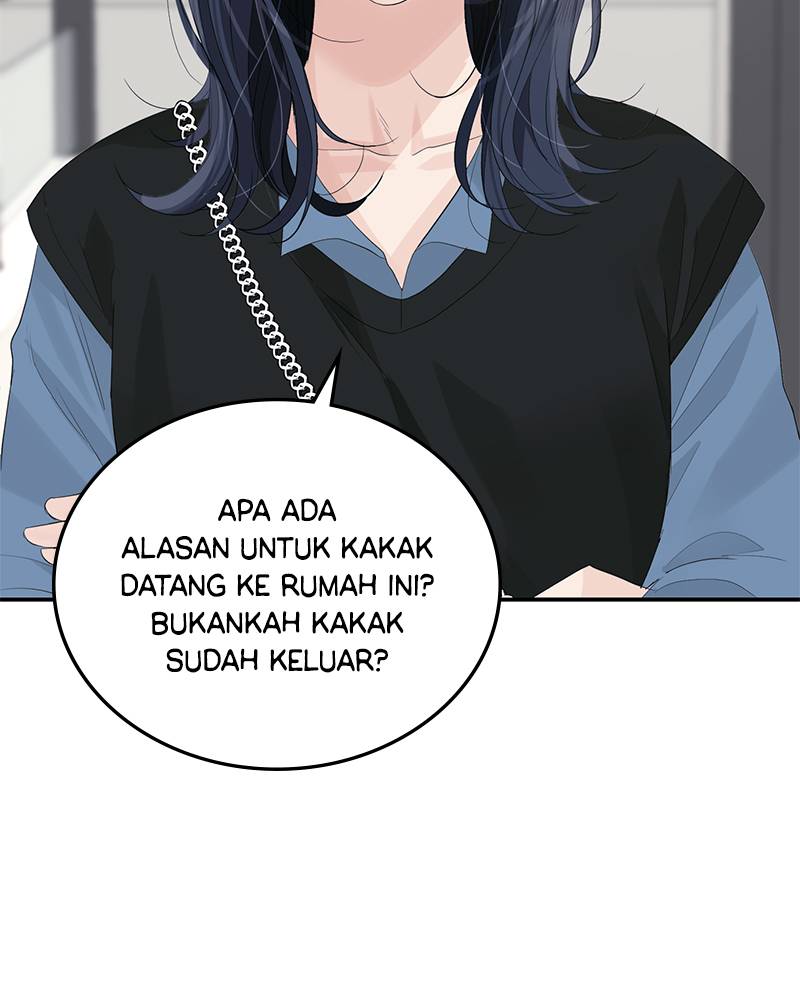 APA ADA
ALASAN UNTUK KAKAK
DATANG KE RUMAH INI?
BUKANKAH KAKAK
SUDAH KELUAR?